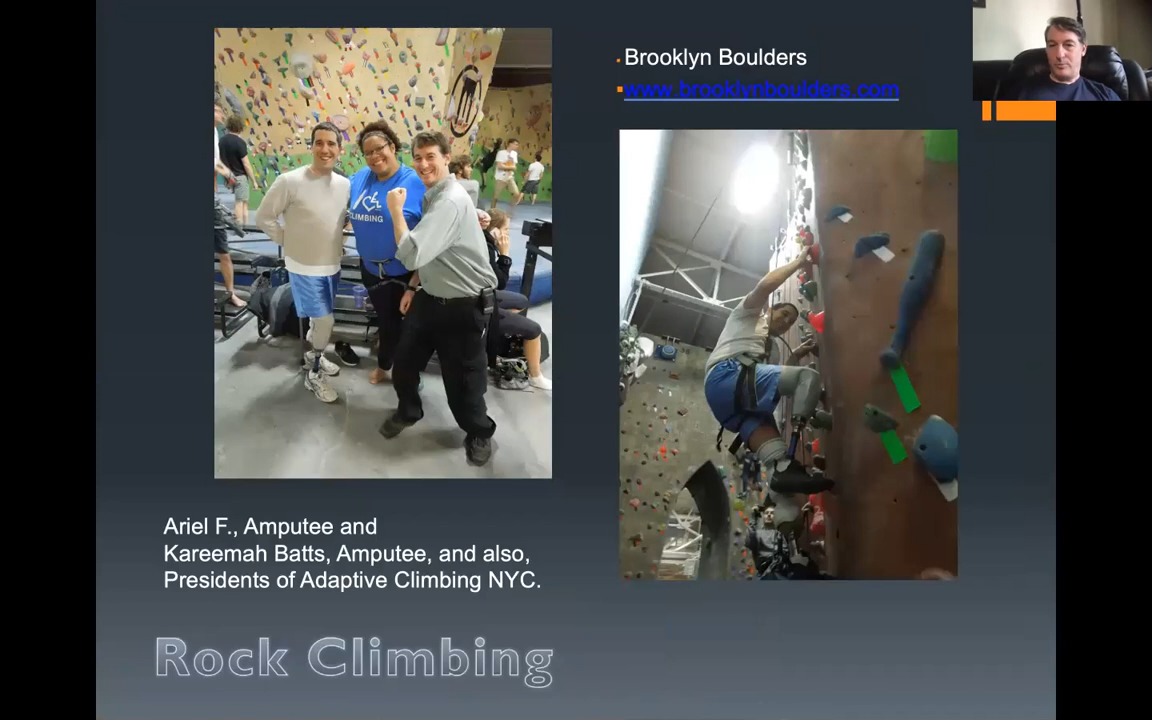 Brooklyn Boulders
www.brooklynboulders.com
CLIMBING
Ariel F., Amputee and
Kareemah Batts, Amputee, and also,
Presidents of Adaptive Climbing NYC.
Rock Climbing